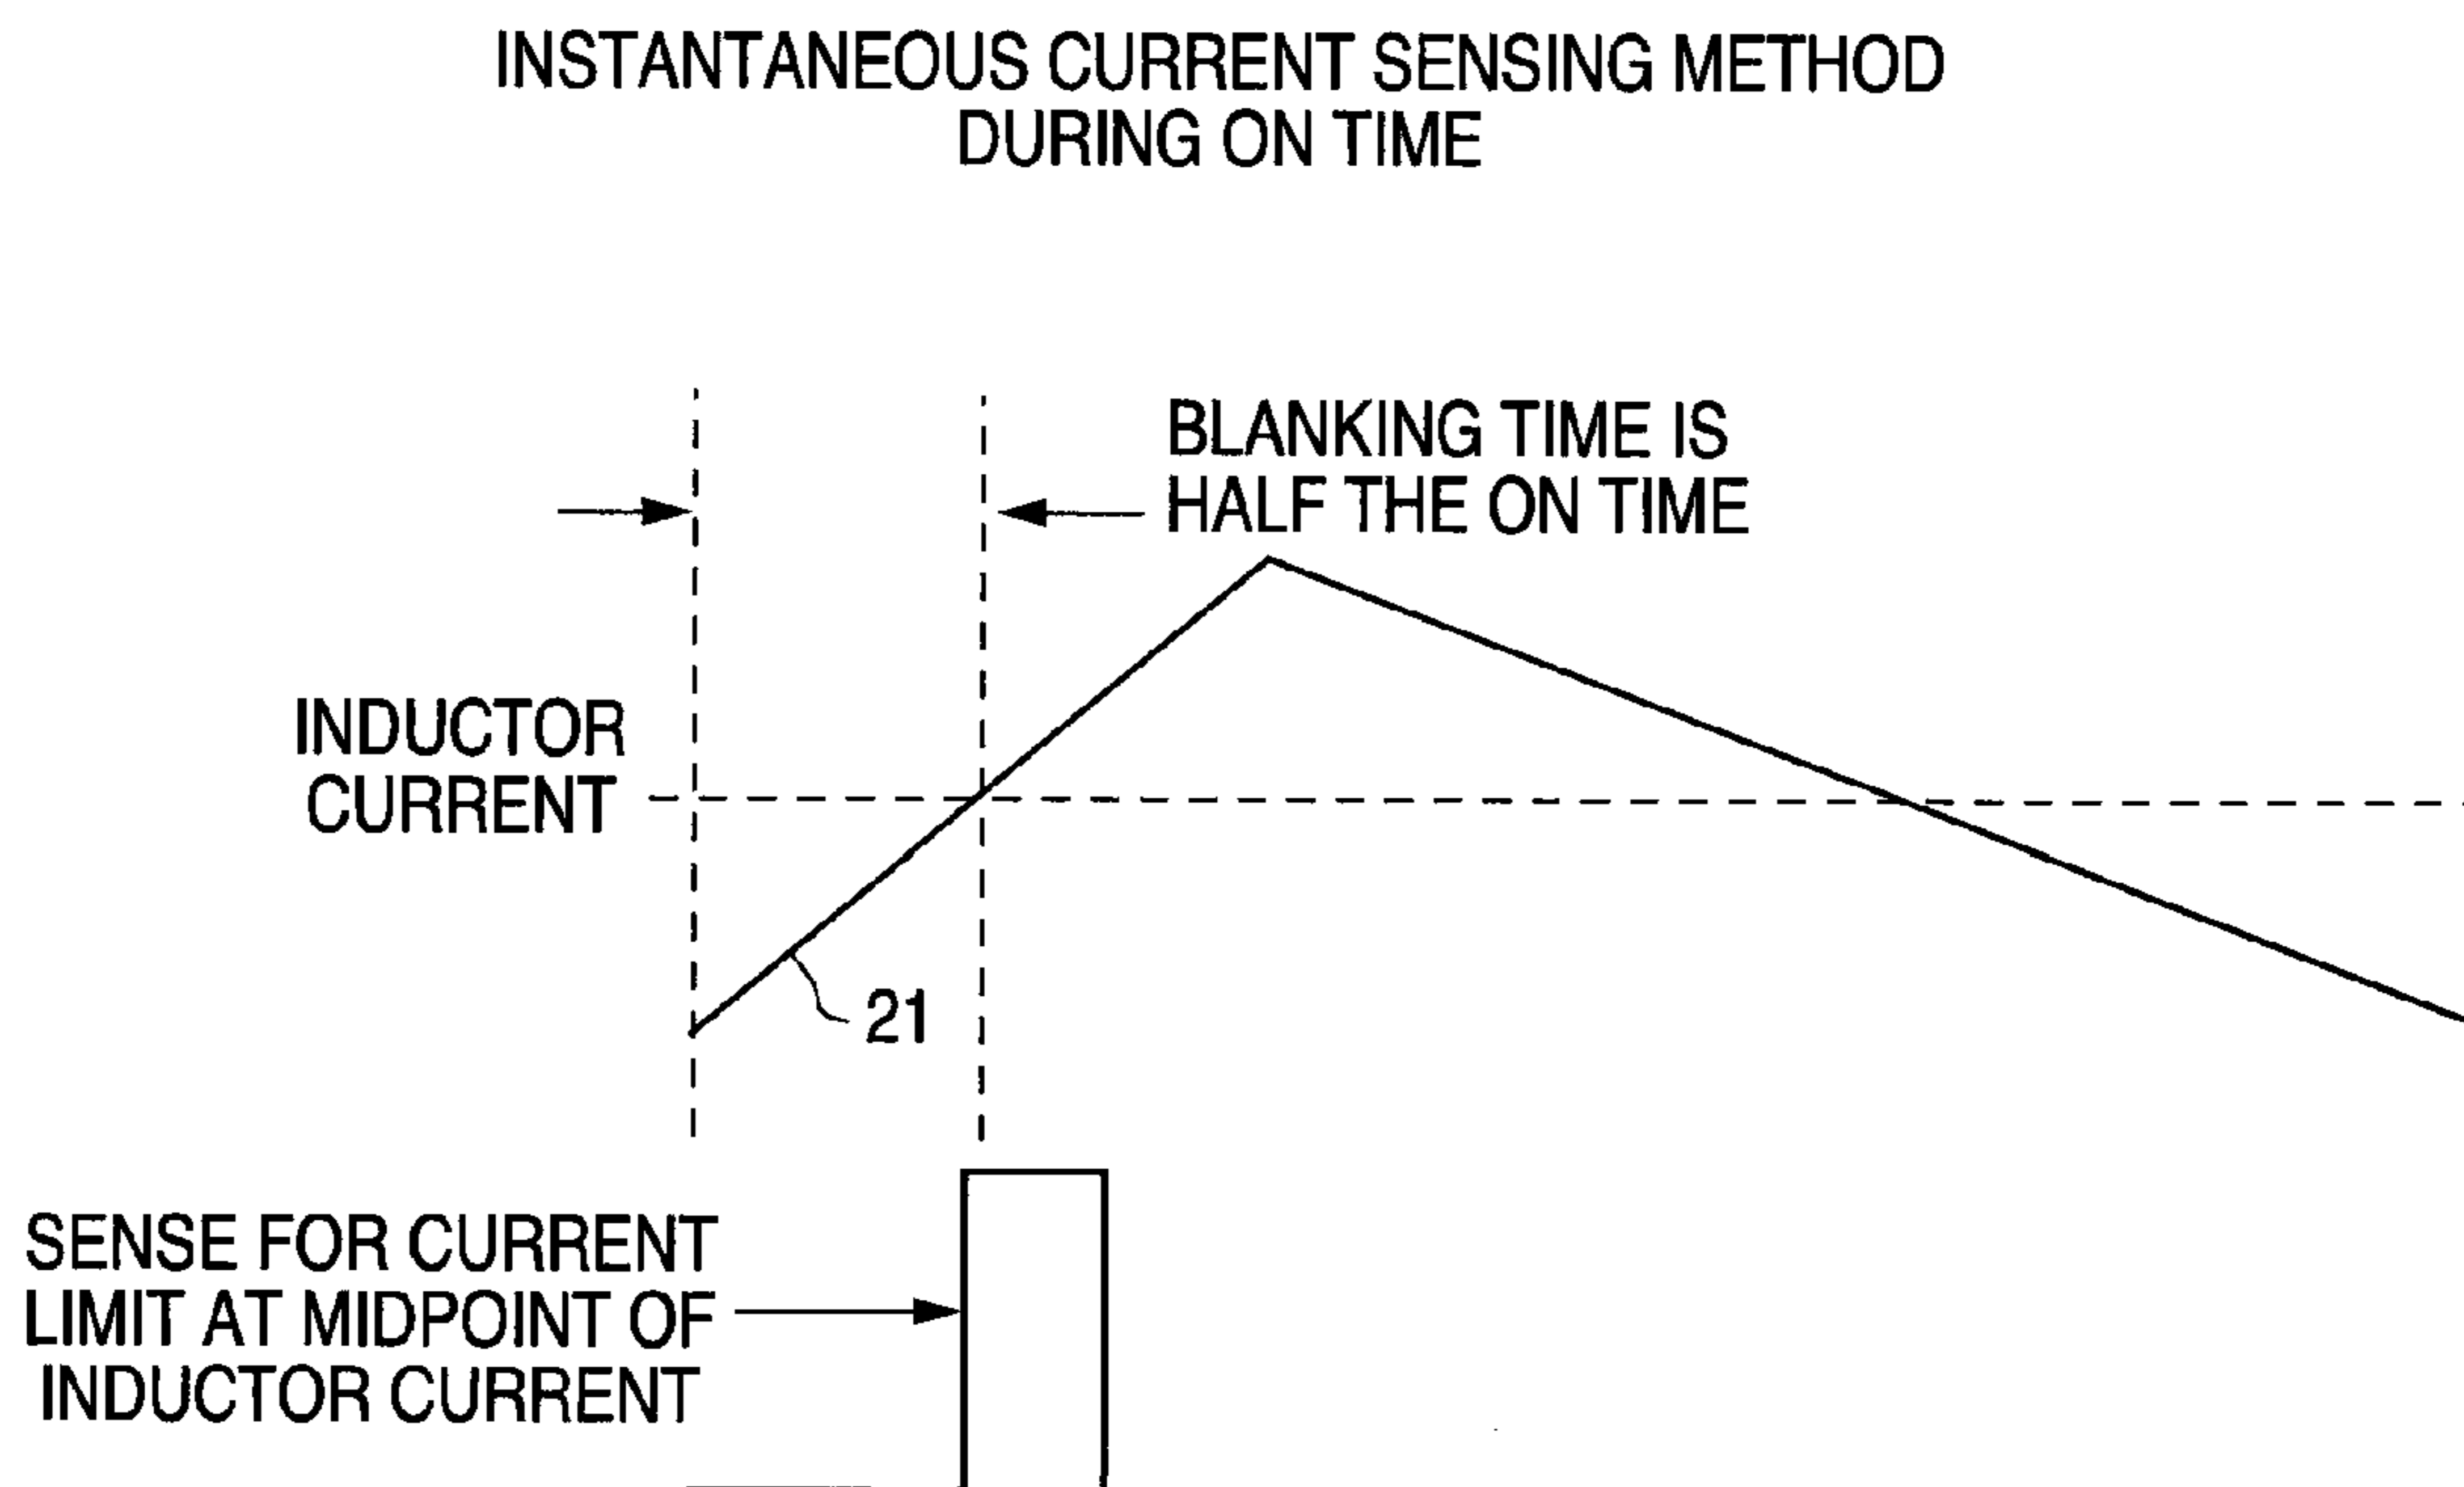 INSTANTANEOUS CURRENT SENSING METHOD
DURING ON TIME
BLANKING TIME IS
HALF THE ON TIME
INDUCTOR
CURRENT
21
SENSE FOR CURRENT
LIMIT AT MIDPOINT OF
INDUCTOR CURRENT